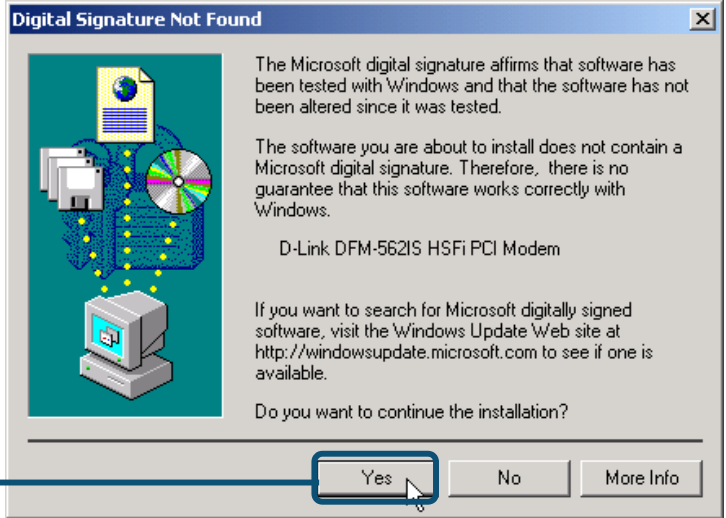 Digital Signature Not Found
The Microsoft digital signature affirms that software has
been tested with Windows and that the software has not
been altered since it was tested.
The software you are about to install does not contain a
Microsoft digital signature. Therefore, there is no
guarantee that this software works correctly with
Windows.
D-Link DFM-562IS HSFi PCI Modem
If you want to search for Microsoft digitally signed
software, visit the Windows Update Web site at
http://windowsupdate.microsoft.com to see if one is
available.
Do you want to continue the installation?
Yes No More Info